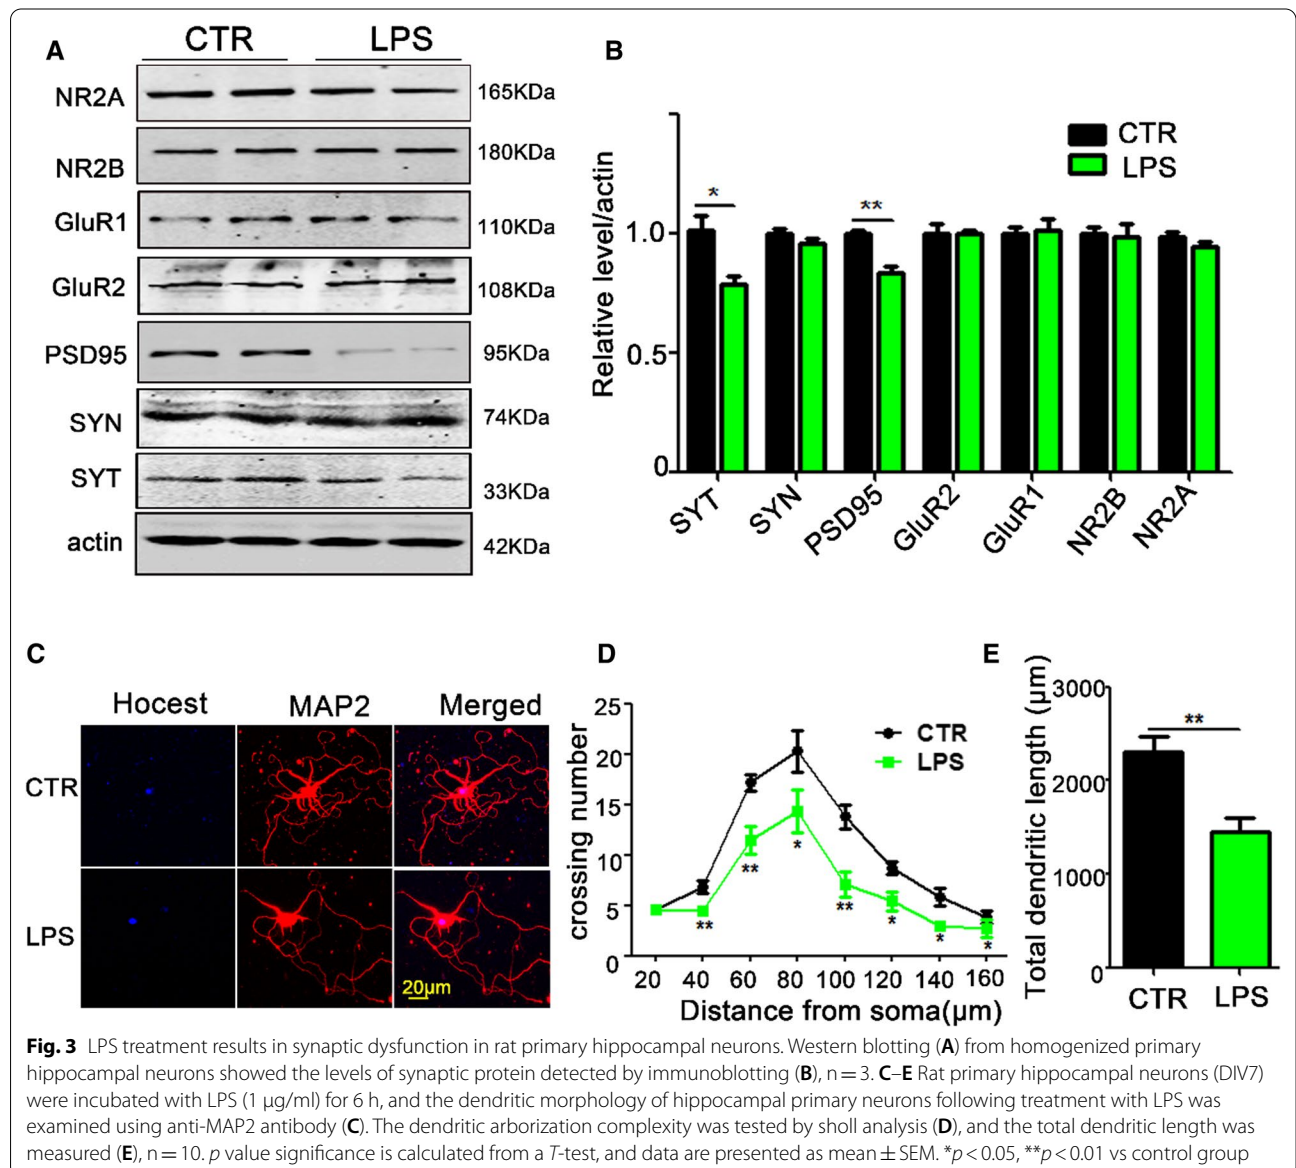 A
CTR LPS
NR2A 165KDa
NR2B 180KDa
GluR1 110KDa
GluR2 108KDa
PSD95 95KDa
SYN 74KDa
SYT 33KDa
actin 42KDa
B
Relative level/actin
1.0
0.5
0
CTR
LPS
*
**
SYT SYN PSD95 GluR2 GluR1 NR2B NR2A
C
Hocest MAP2 Merged
CTR
LPS
20μm
D
crossing number
25
20
15
10
5
0
CTR
LPS
** ** * ** * * *
20 40 60 80 100 120 140 160
Distance from soma(μm)
E
Total dendritic length (μm)
3000
2000
1000
0
**
CTR LPS
Fig. 3 LPS treatment results in synaptic dysfunction in rat primary hippocampal neurons. Western blotting (A) from homogenized primary
hippocampal neurons showed the levels of synaptic protein detected by immunoblotting (B), n = 3. C–E Rat primary hippocampal neurons (DIV7)
were incubated with LPS (1 μg/ml) for 6 h, and the dendritic morphology of hippocampal primary neurons following treatment with LPS was
examined using anti-MAP2 antibody (C). The dendritic arborization complexity was tested by sholl analysis (D), and the total dendritic length was
measured (E), n = 10. p value significance is calculated from a T-test, and data are presented as mean ± SEM. *p < 0.05, **p < 0.01 vs control group